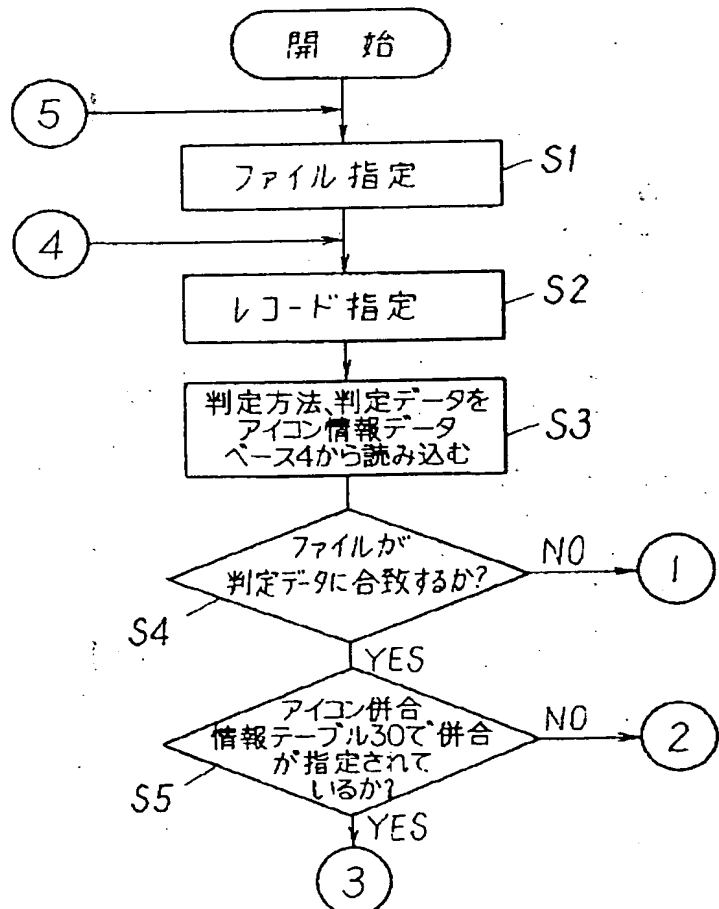 開 始
5
ファイル指定
S1
4
レコード指定
S2
判定方法、判定データを
アイコン情報データ
ベース4から読み込む
S3
ファイルが
判定データに合致するか?
NO
1
S4
YES
アイコン併合
情報テーブル30で併合
が指定されて
いるか?
NO
2
S5
YES
3